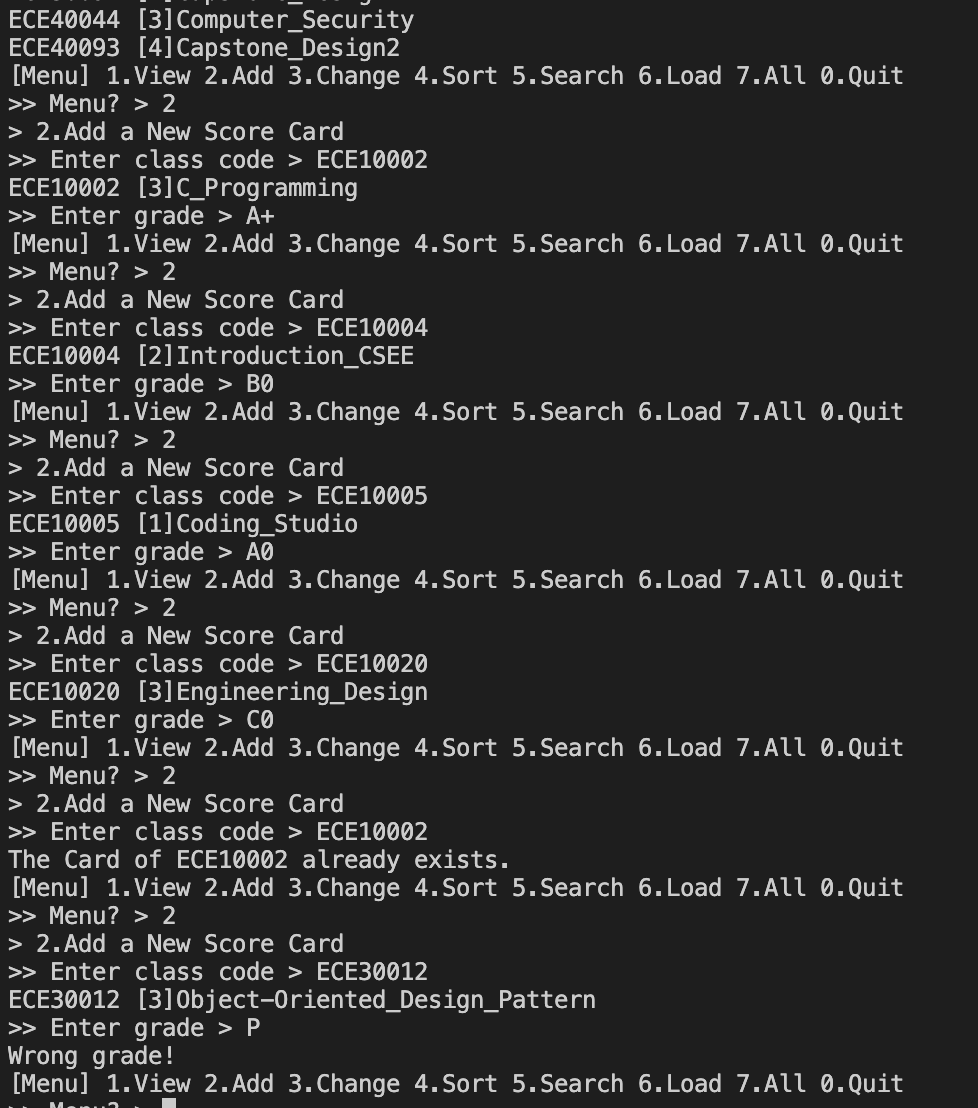 ECE40044 [3]Computer_Security
ECE40093 [4]Capstone_Design2
[Menu] 1.View 2.Add 3.Change 4.Sort 5.Search 6.Load 7.All 0.Quit
>> Menu? > 2
> 2.Add a New Score Card
>> Enter class code > ECE10002
ECE10002 [3]C_Programming
>> Enter grade > A+
[Menu] 1.View 2.Add 3.Change 4.Sort 5.Search 6.Load 7.All 0.Quit
>> Menu? > 2
> 2.Add a New Score Card
>> Enter class code > ECE10004
ECE10004 [2]Introduction_CSEE
>> Enter grade > B0
[Menu] 1.View 2.Add 3.Change 4.Sort 5.Search 6.Load 7.All 0.Quit
>> Menu? > 2
> 2.Add a New Score Card
>> Enter class code > ECE10005
ECE10005 [1]Coding_Studio
>> Enter grade > A0
[Menu] 1.View 2.Add 3.Change 4.Sort 5.Search 6.Load 7.All 0.Quit
>> Menu? > 2
> 2.Add a New Score Card
>> Enter class code > ECE10020
ECE10020 [3]Engineering_Design
>> Enter grade > C0
[Menu] 1.View 2.Add 3.Change 4.Sort 5.Search 6.Load 7.All 0.Quit
>> Menu? > 2
> 2.Add a New Score Card
>> Enter class code > ECE10002
The Card of ECE10002 already exists.
[Menu] 1.View 2.Add 3.Change 4.Sort 5.Search 6.Load 7.All 0.Quit
>> Menu? > 2
> 2.Add a New Score Card
>> Enter class code > ECE30012
ECE30012 [3]Object-Oriented_Design_Pattern
>> Enter grade > P
Wrong grade!
[Menu] 1.View 2.Add 3.Change 4.Sort 5.Search 6.Load 7.All 0.Quit
>> Menu? >